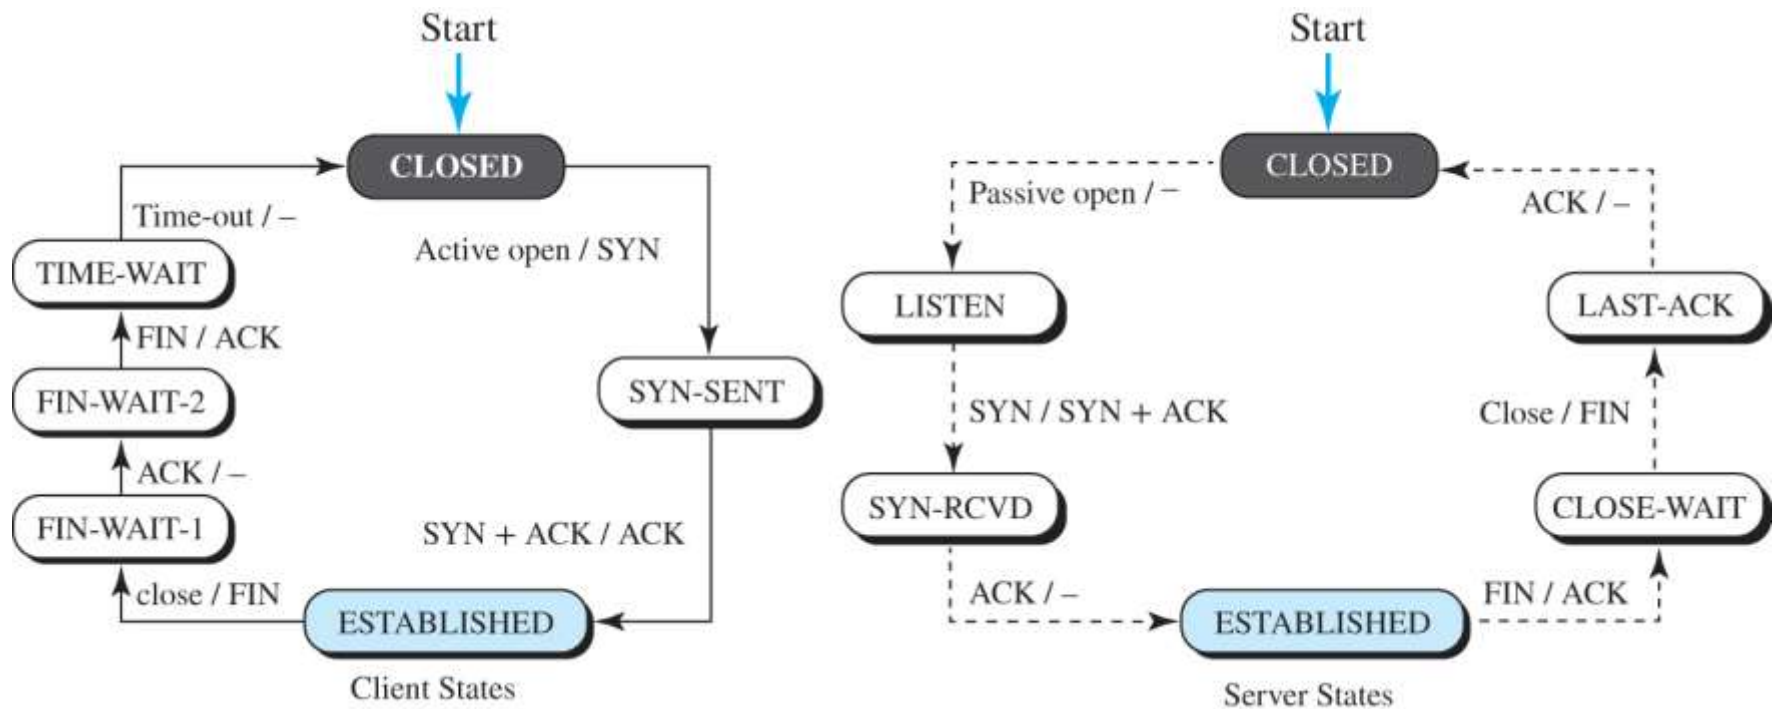 Start
CLOSED
Time-out / –
Active open / SYN
TIME-WAIT
FIN / ACK
SYN-SENT
FIN-WAIT-2
ACK / –
FIN-WAIT-1
SYN + ACK / ACK
close / FIN
ESTABLISHED
Client States
Start
CLOSED
Passive open / –
ACK / –
LISTEN
LAST-ACK
SYN / SYN + ACK
Close / FIN
SYN-RCVD
CLOSE-WAIT
ACK / –
FIN / ACK
ESTABLISHED
Server States